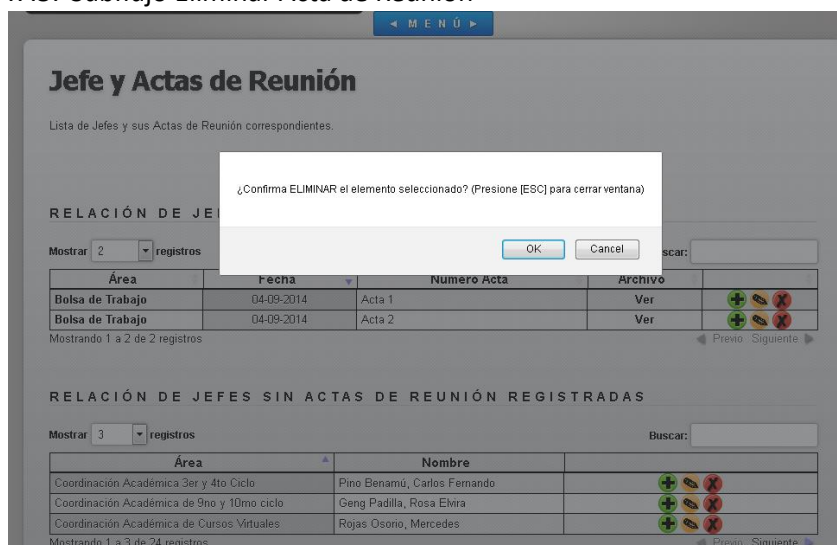 ◄ MENÚ ►
Jefe y Actas de Reunión
Lista de Jefes y sus Actas de Reunión correspondientes.
¿Confirma ELIMINAR el elemento seleccionado? (Presione [ESC] para cerrar ventana)
OK Cancel
RELACIÓN DE JE
Mostrar 2 registros scar:
Área Fecha Número Acta Archivo
Bolsa de Trabajo 04-09-2014 Acta 1 Ver
Bolsa de Trabajo 04-09-2014 Acta 2 Ver
Mostrando 1 a 2 de 2 registros Previo Siguiente
RELACIÓN DE JEFES SIN ACTAS DE REUNIÓN REGISTRADAS
Mostrar 3 registros Buscar:
Área Nombre
Coordinación Académica 3er y 4to Ciclo Pino Benamú, Carlos Fernando
Coordinación Académica de 9no y 10mo ciclo Geng Padilla, Rosa Elvira
Coordinación Académica de Cursos Virtuales Rojas Osorio, Mercedes
Mostrando 1 a 3 de 24 registros Previo Siguiente